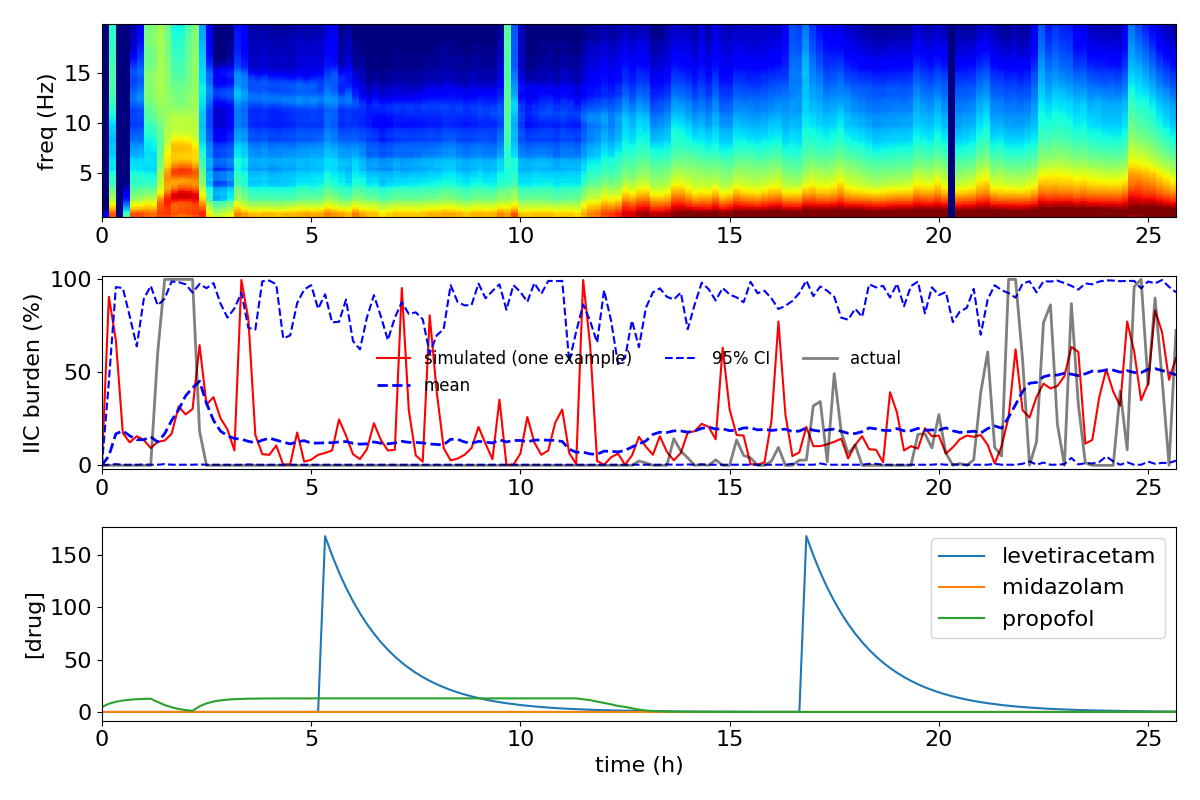 freq (Hz)
15
10
5
0 5 10 15 20 25
IIC burden (%)
100
50
0
simulated (one example)
mean
95% CI
actual
0 5 10 15 20 25
[drug]
150
100
50
0
levetiracetam
midazolam
propofol
0 5 10 15 20 25
time (h)